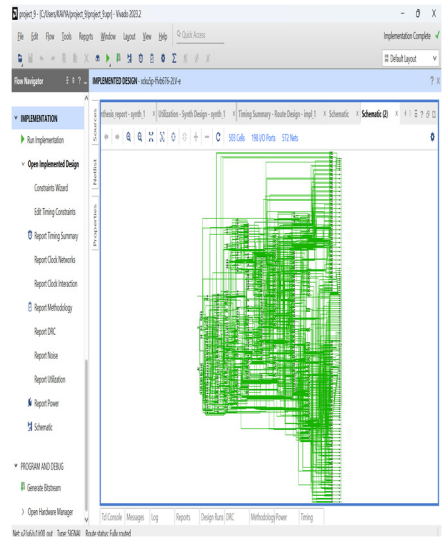 project_9 - [C:/Users/KAVYA/project_9/project_9.xpr] - Vivado 2023.2
File Edit Flow Tools Reports Window Layout View Help Quick Access
Implementation Complete
Default Layout
Flow Navigator
IMPLEMENTED DESIGN
IMPLEMENTATION
Run Implementation
Open Implemented Design
Constraints Wizard
Edit Timing Constraints
Report Timing Summary
Report Clock Networks
Report Clock Interaction
Report Methodology
Report DRC
Report Noise
Report Utilization
Report Power
Schematic
PROGRAM AND DEBUG
Generate Bitstream
Open Hardware Manager
Sources
Netlist
Properties
nthesis_report - synth_1 Utilization - Synth Design - synth_1 Timing Summary - Route Design - impl_1 Schematic Schematic (2)
503 Cells 198 I/O Ports 572 Nets
Tcl Console Messages Log Reports Design Runs DRC Methodology Power Timing
Type: SIGNAL Route status: Fully routed